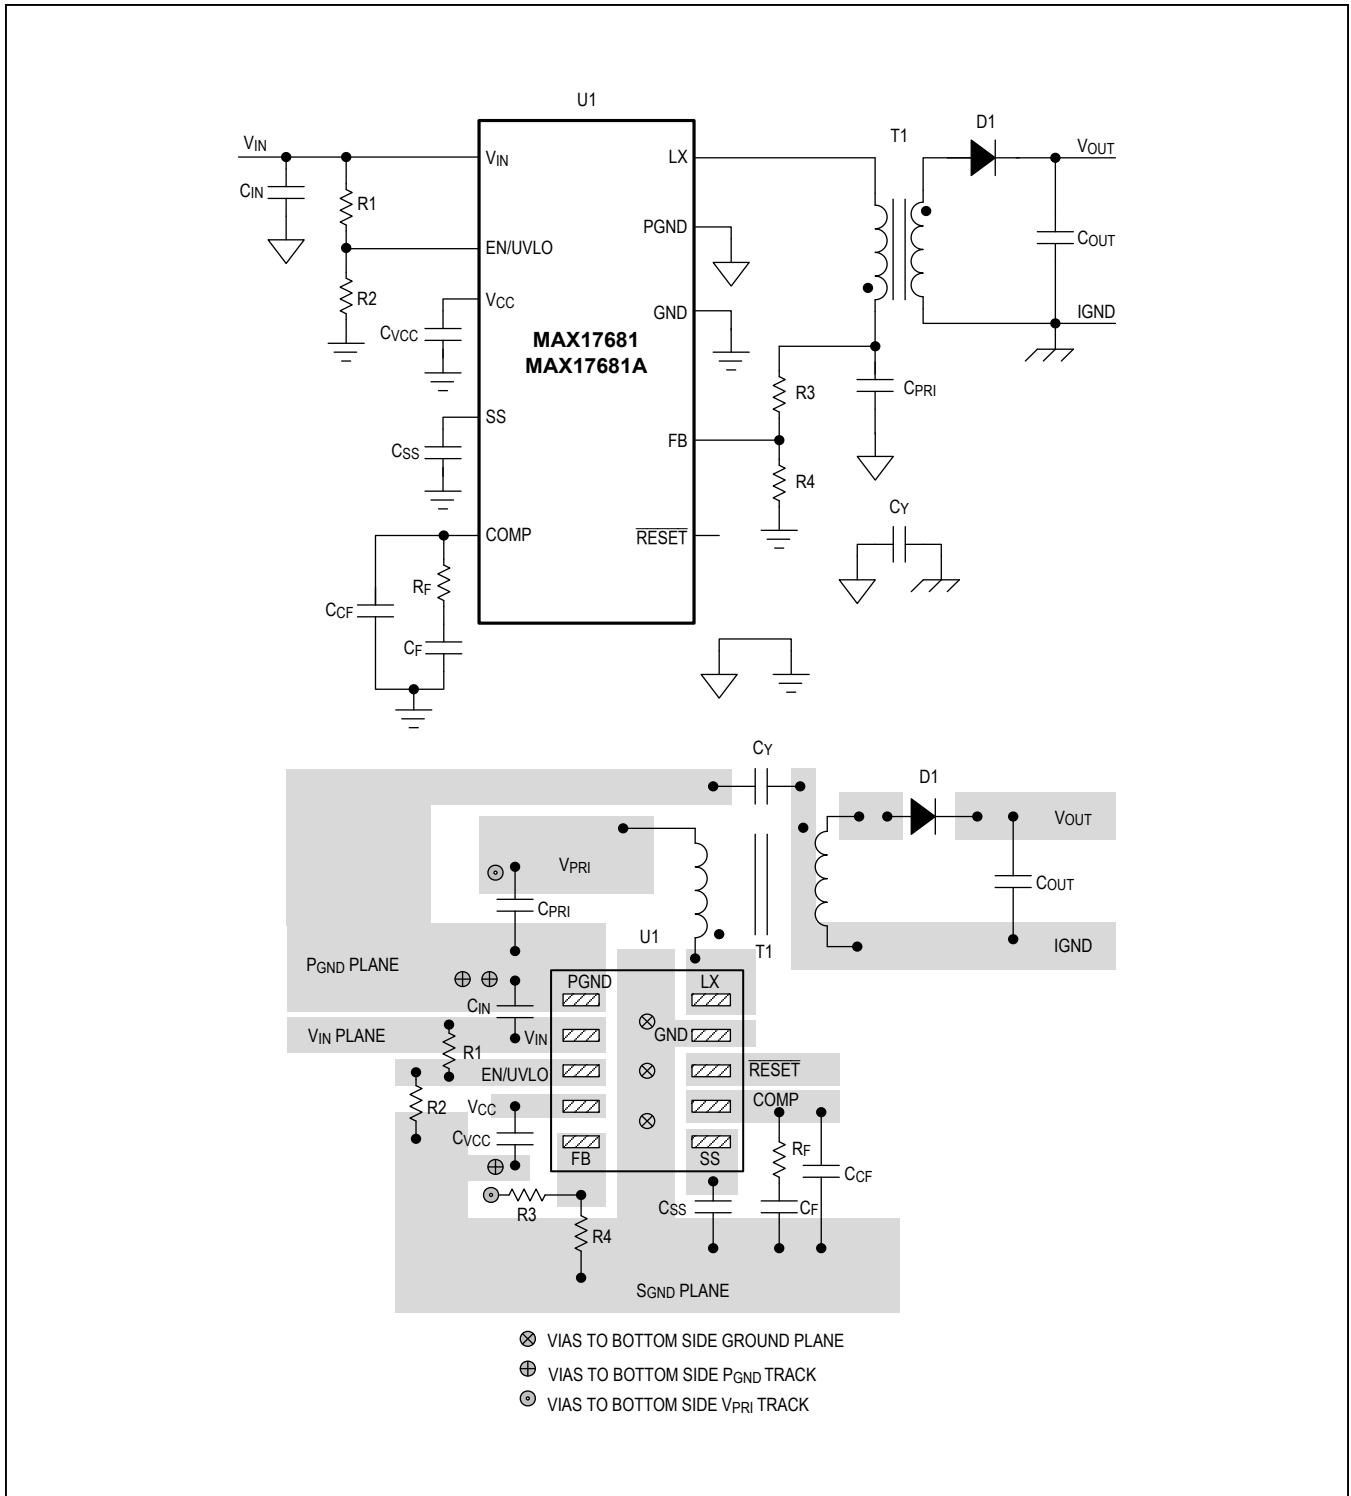 U1
VIN
CIN
R1
R2
VIN
EN/UVLO
VCC
CVCC
SS
CSS
COMP
RF
CCF
CF
MAX17681
MAX17681A
LX
PGND
GND
FB
RESET
T1
D1
VOUT
COUT
IGND
R3
R4
CPRI
CY
CY
D1
VOUT
VPRI
COUT
CPRI
U1
T1
IGND
PGND PLANE
PGND
LX
CIN
VIN PLANE
VIN
GND
R1
EN/UVLO
RESET
R2
VCC
COMP
CVCC
FB
SS
RF
CCF
R3
R4
CSS
CF
SGND PLANE
VIAS TO BOTTOM SIDE GROUND PLANE
VIAS TO BOTTOM SIDE PGND TRACK
VIAS TO BOTTOM SIDE VPRI TRACK